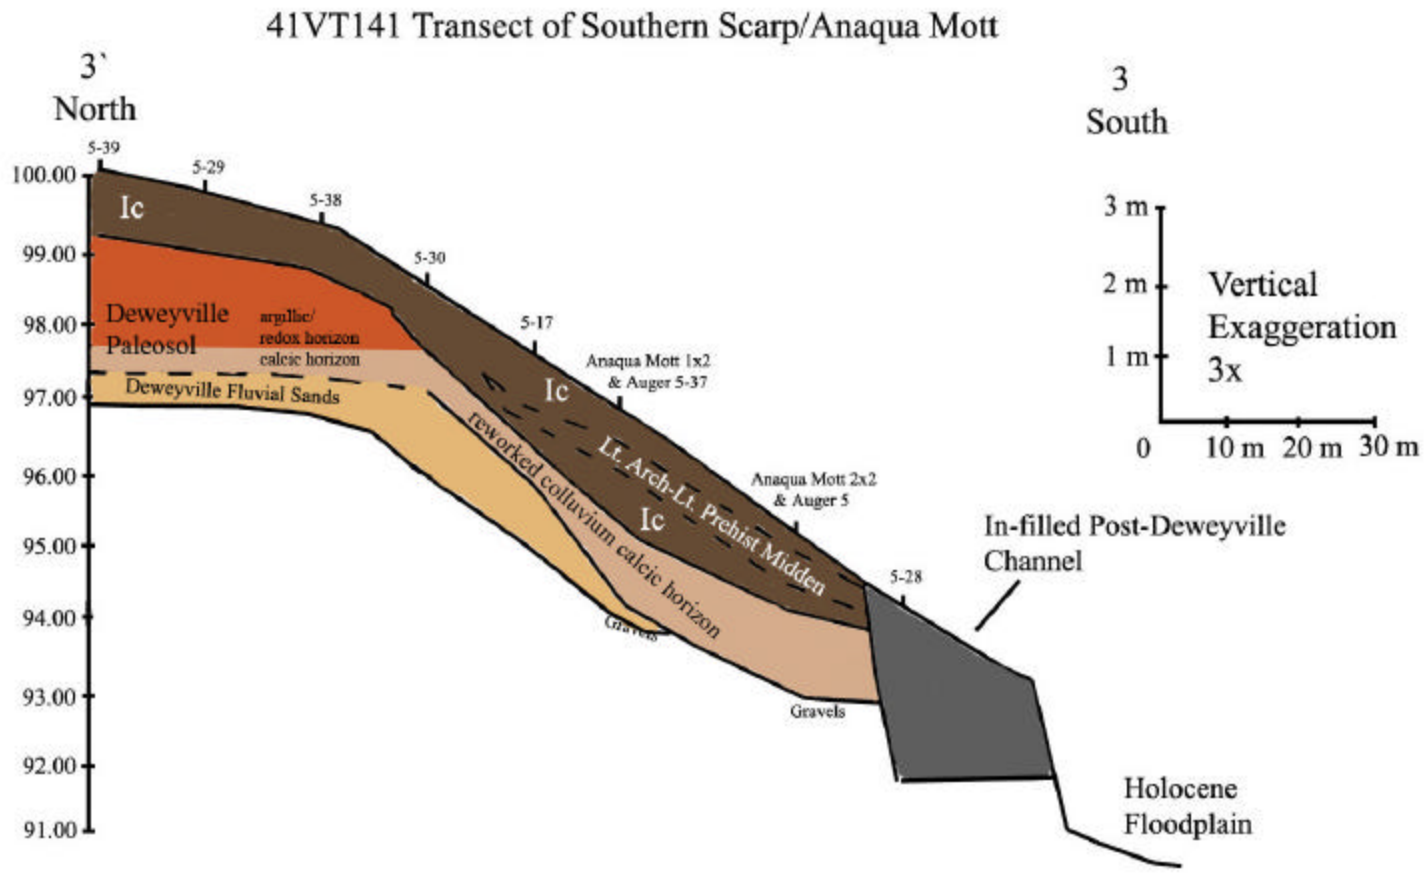 41VT141 Transect of Southern Scarp/Anaqua Mott
3`
North
3
South
5-39
5-29
5-38
5-30
5-17
Anaqua Mott 1x2
& Auger 5-37
Anaqua Mott 2x2
& Auger 5
5-28
100.00
99.00
98.00
97.00
96.00
95.00
94.00
93.00
92.00
91.00
Ic
Deweyville
Paleosol
argllic/
redox horizon
calcic horizon
Deweyville Fluvial Sands
Ic
Lt. Arch-Lt. Prehist Midden
Ic
reworked colluvium calcic horizon
Gravels
Gravels
In-filled Post-Deweyville
Channel
Holocene
Floodplain
3 m
2 m
1 m
0
10 m
20 m
30 m
Vertical
Exaggeration
3x